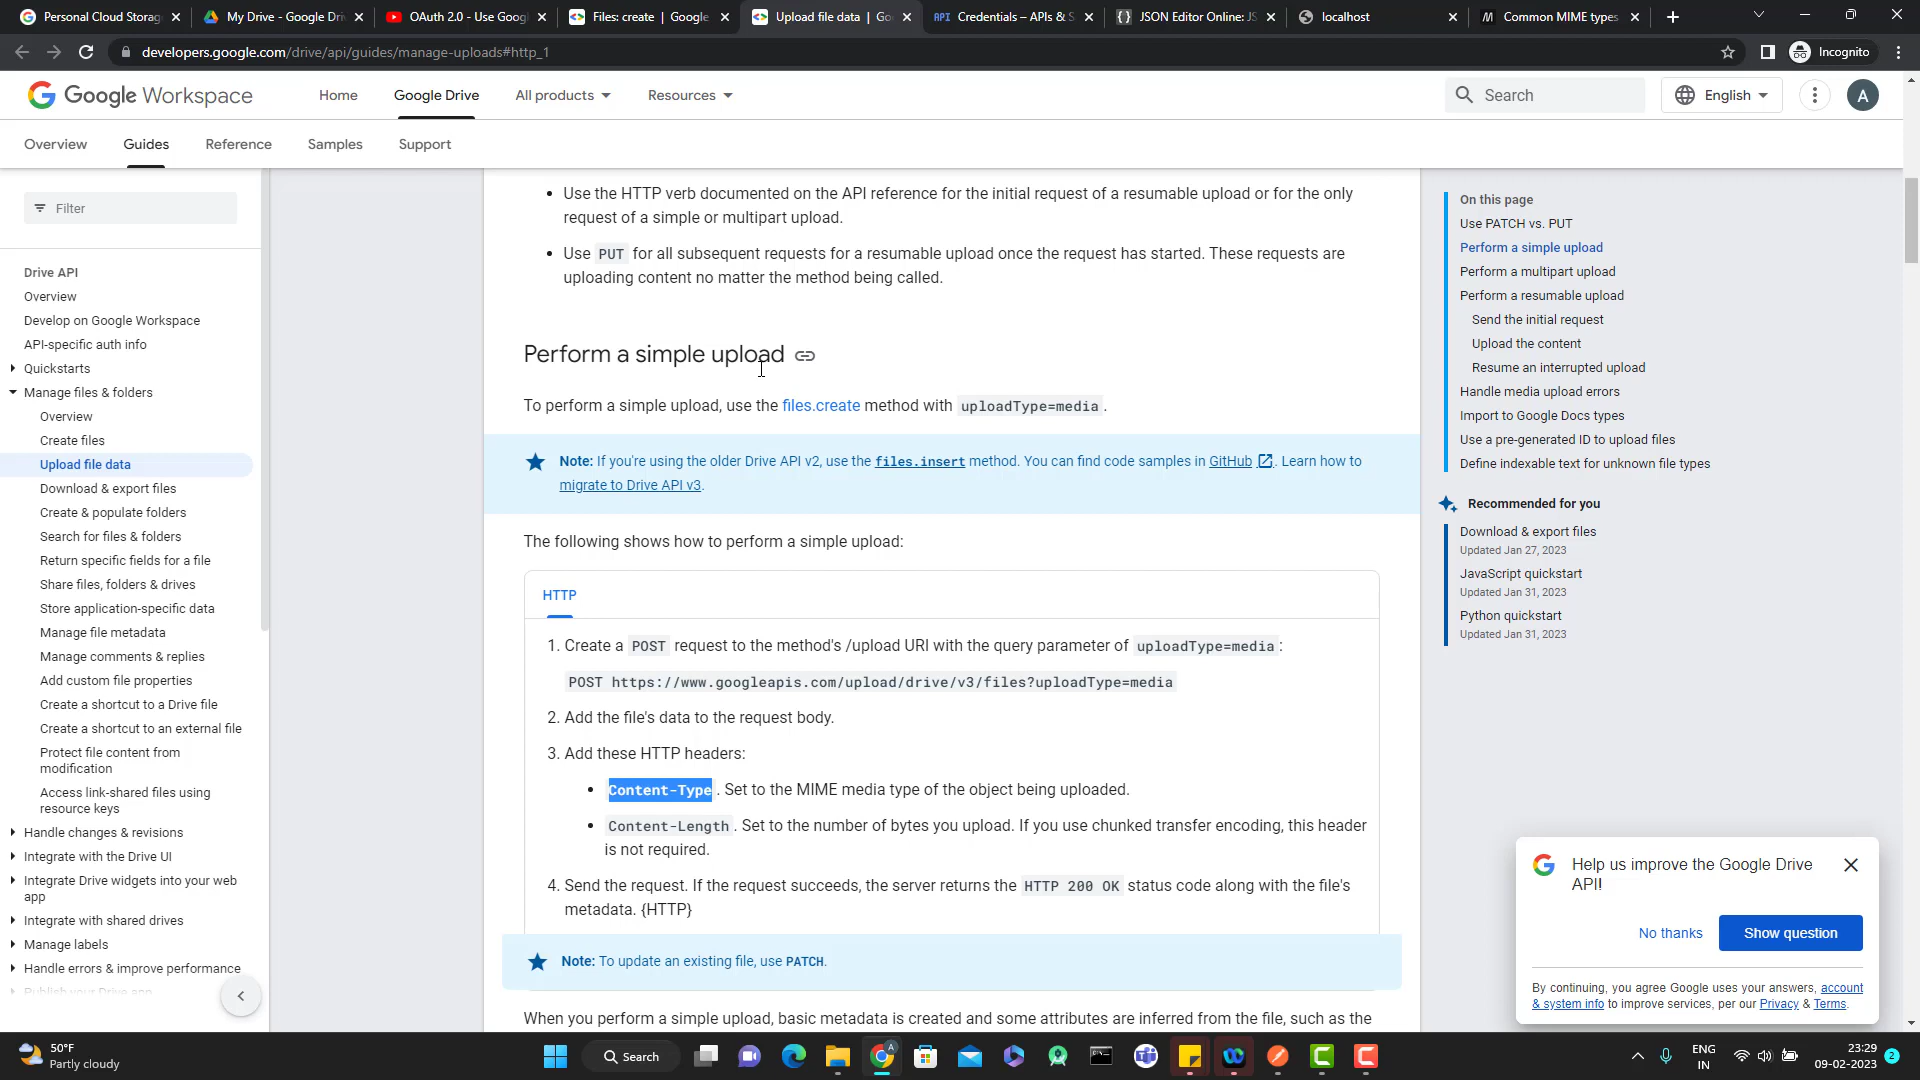 Personal Cloud Storag
My Drive - Google Dri
OAuth 2.0 - Use Goog
Files: create | Google
Upload file data | Go
API Credentials – APIs & S
JSON Editor Online: JS
localhost
Common MIME types
developers.google.com/drive/api/guides/manage-uploads#http_1
Incognito
Google Workspace
Home
Google Drive
All products
Resources
Search
English
A
Overview
Guides
Reference
Samples
Support
Filter
Drive API
Overview
Develop on Google Workspace
API-specific auth info
Quickstarts
Manage files & folders
Overview
Create files
Upload file data
Download & export files
Create & populate folders
Search for files & folders
Return specific fields for a file
Share files, folders & drives
Store application-specific data
Manage file metadata
Manage comments & replies
Add custom file properties
Create a shortcut to a Drive file
Create a shortcut to an external file
Protect file content from
modification
Access link-shared files using
resource keys
Handle changes & revisions
Integrate with the Drive UI
Integrate Drive widgets into your web
app
Integrate with shared drives
Manage labels
Handle errors & improve performance
Publish your Drive app
• Use the HTTP verb documented on the API reference for the initial request of a resumable upload or for the only
request of a simple or multipart upload.
• Use PUT for all subsequent requests for a resumable upload once the request has started. These requests are
uploading content no matter the method being called.
Perform a simple upload
To perform a simple upload, use the files.create method with uploadType=media.
Note: If you're using the older Drive API v2, use the files.insert method. You can find code samples in GitHub. Learn how to
migrate to Drive API v3.
The following shows how to perform a simple upload:
HTTP
1. Create a POST request to the method's /upload URI with the query parameter of uploadType=media:
POST https://www.googleapis.com/upload/drive/v3/files?uploadType=media
2. Add the file's data to the request body.
3. Add these HTTP headers:
• Content-Type. Set to the MIME media type of the object being uploaded.
• Content-Length. Set to the number of bytes you upload. If you use chunked transfer encoding, this header
is not required.
4. Send the request. If the request succeeds, the server returns the HTTP 200 OK status code along with the file's
metadata. {HTTP}
Note: To update an existing file, use PATCH.
When you perform a simple upload, basic metadata is created and some attributes are inferred from the file, such as the
On this page
Use PATCH vs. PUT
Perform a simple upload
Perform a multipart upload
Perform a resumable upload
Send the initial request
Upload the content
Resume an interrupted upload
Handle media upload errors
Import to Google Docs types
Use a pre-generated ID to upload files
Define indexable text for unknown file types
Recommended for you
Download & export files
Updated Jan 27, 2023
JavaScript quickstart
Updated Jan 31, 2023
Python quickstart
Updated Jan 31, 2023
Help us improve the Google Drive
API!
No thanks
Show question
By continuing, you agree Google uses your answers, account
& system info to improve services, per our Privacy & Terms.
50°F
Partly cloudy
Search
ENG
IN
23:29
09-02-2023
2